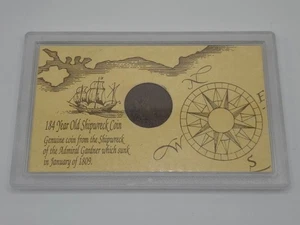 184 Year Old Shipwreck Coin
Genuine coin from the Shipwreck
of the Admiral Gardner which sunk
in January of 1809.
N
E
W
S